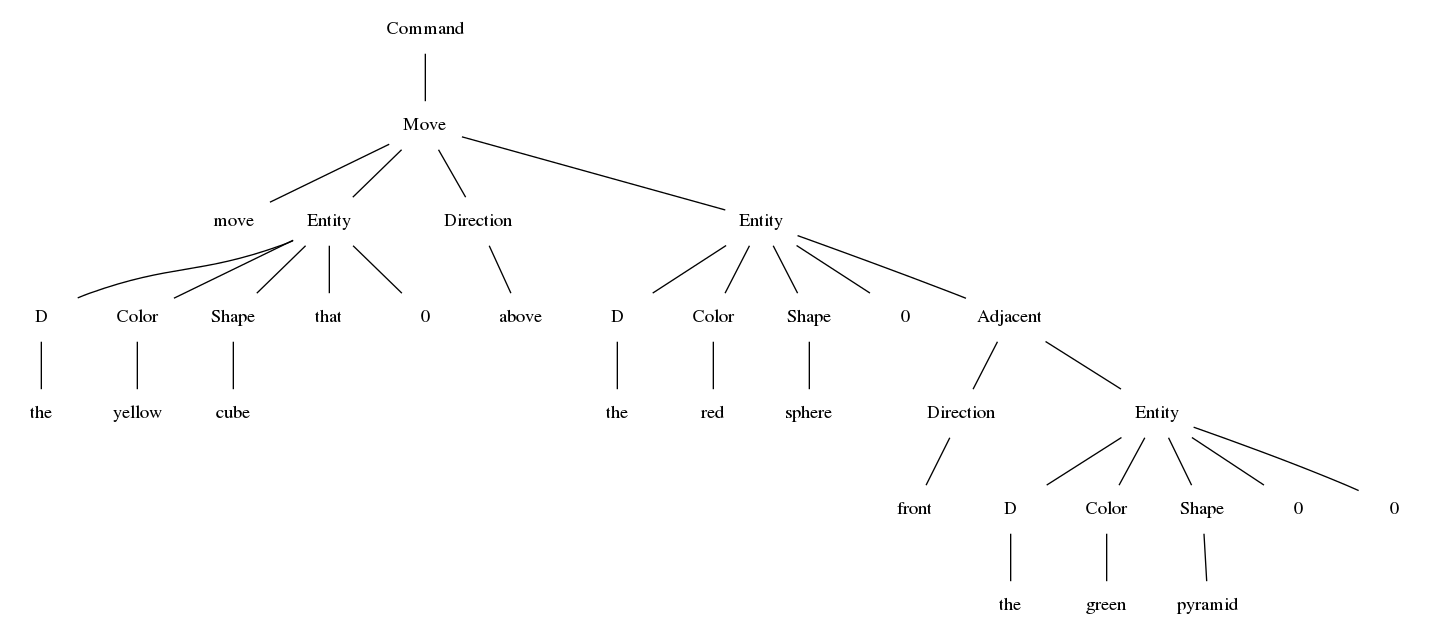 Command
Move
move Entity Direction Entity
D Color Shape that 0 above D Color Shape 0 Adjacent
the yellow cube the red sphere Direction Entity
front D Color Shape 0 0
the green pyramid